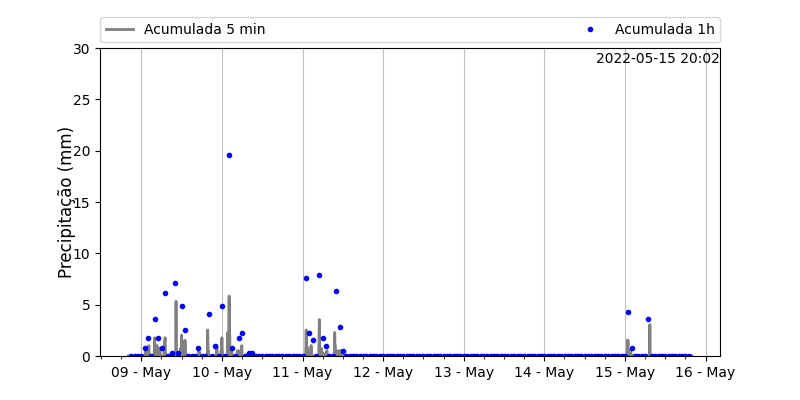 Acumulada 5 min
Acumulada 1h
2022-05-15 20:02
Precipitação (mm)
30
25
20
15
10
5
0
09 - May
10 - May
11 - May
12 - May
13 - May
14 - May
15 - May
16 - May